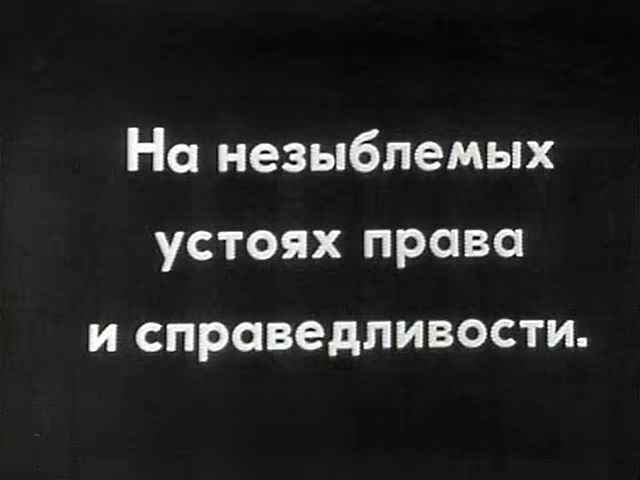 На незыблемых
устоях права
и справедливости.